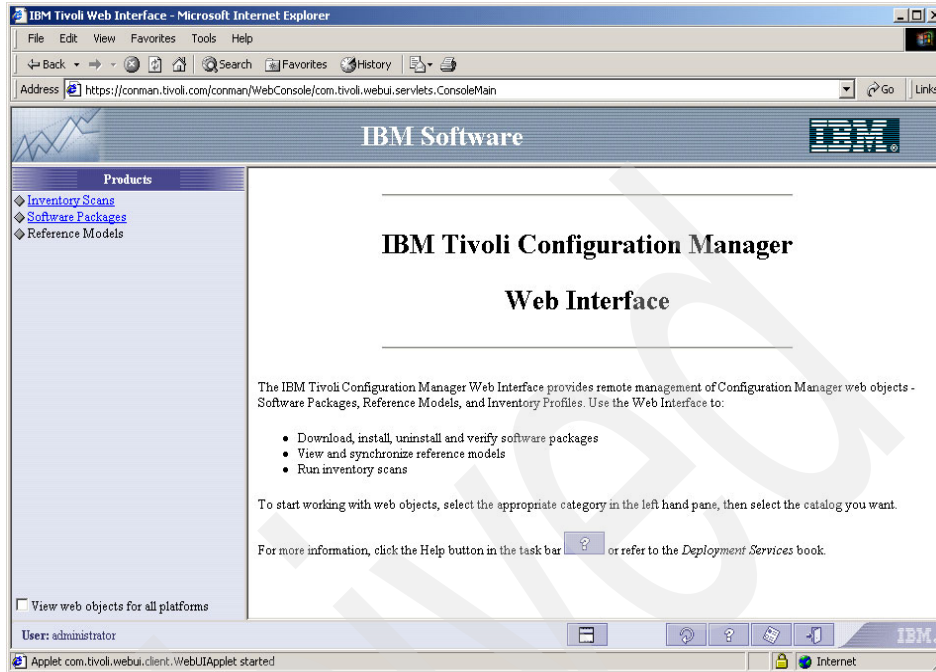 IBM Tivoli Web Interface - Microsoft Internet Explorer
File Edit View Favorites Tools Help
Back Search Favorites History
Address https://conman.tivoli.com/conman/WebConsole/com.tivoli.webui.servlets.ConsoleMain Go Links
IBM Software
IBM
Products
Inventory Scans
Software Packages
Reference Models
IBM Tivoli Configuration Manager
Web Interface
The IBM Tivoli Configuration Manager Web Interface provides remote management of Configuration Manager web objects -
Software Packages, Reference Models, and Inventory Profiles. Use the Web Interface to:
Download, install, uninstall and verify software packages
View and synchronize reference models
Run inventory scans
To start working with web objects, select the appropriate category in the left hand pane, then select the catalog you want.
For more information, click the Help button in the task bar ? or refer to the Deployment Services book.
View web objects for all platforms
User: administrator
? IBM.
Applet com.tivoli.webui.client.WebUIApplet started Internet